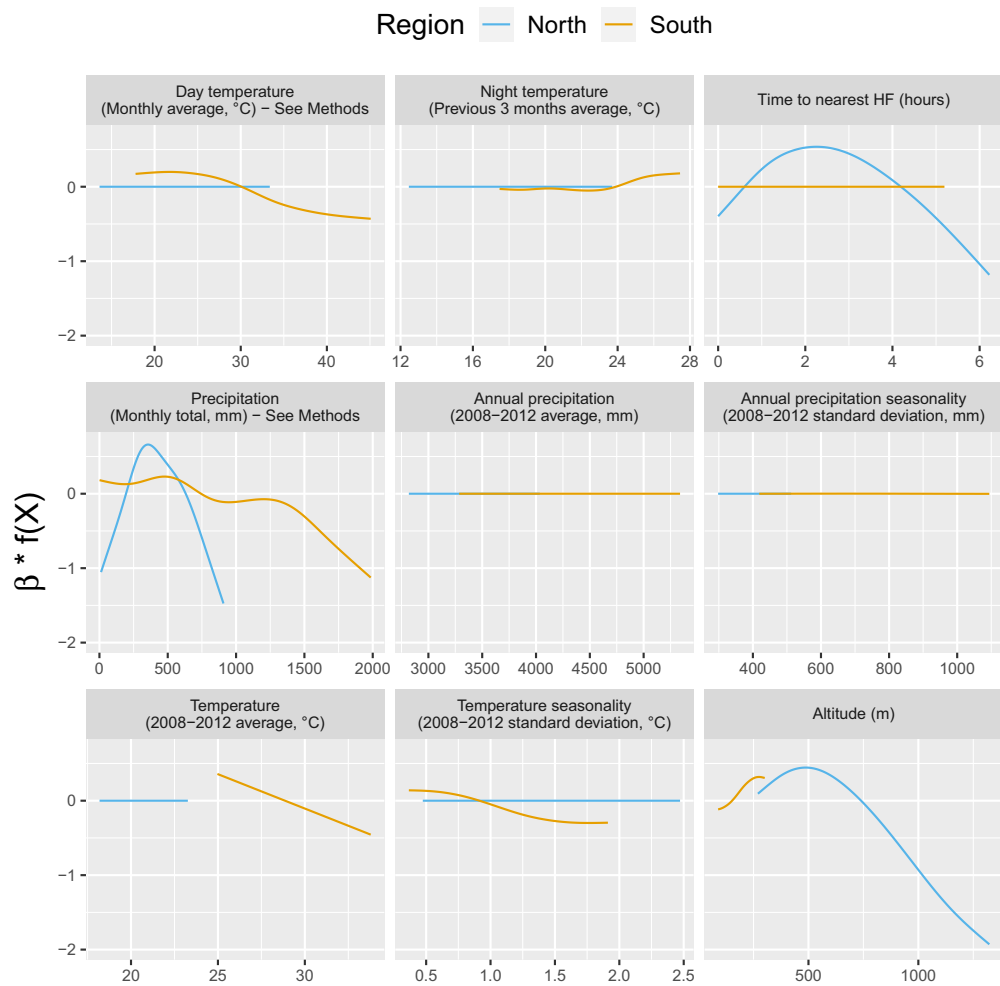 Region North South
Day temperature
(Monthly average, °C) − See Methods
Night temperature
(Previous 3 months average, °C)
Time to nearest HF (hours)
0
−1
−2
20 30 40
12 16 20 24 28
0 2 4 6
Precipitation
(Monthly total, mm) − See Methods
Annual precipitation
(2008−2012 average, mm)
Annual precipitation seasonality
(2008−2012 standard deviation, mm)
β * f(X)
0
−1
−2
0 500 1000 1500 2000
3000 3500 4000 4500 5000
400 600 800 1000
Temperature
(2008−2012 average, °C)
Temperature seasonality
(2008−2012 standard deviation, °C)
Altitude (m)
0
−1
−2
20 25 30
0.5 1.0 1.5 2.0 2.5
500 1000